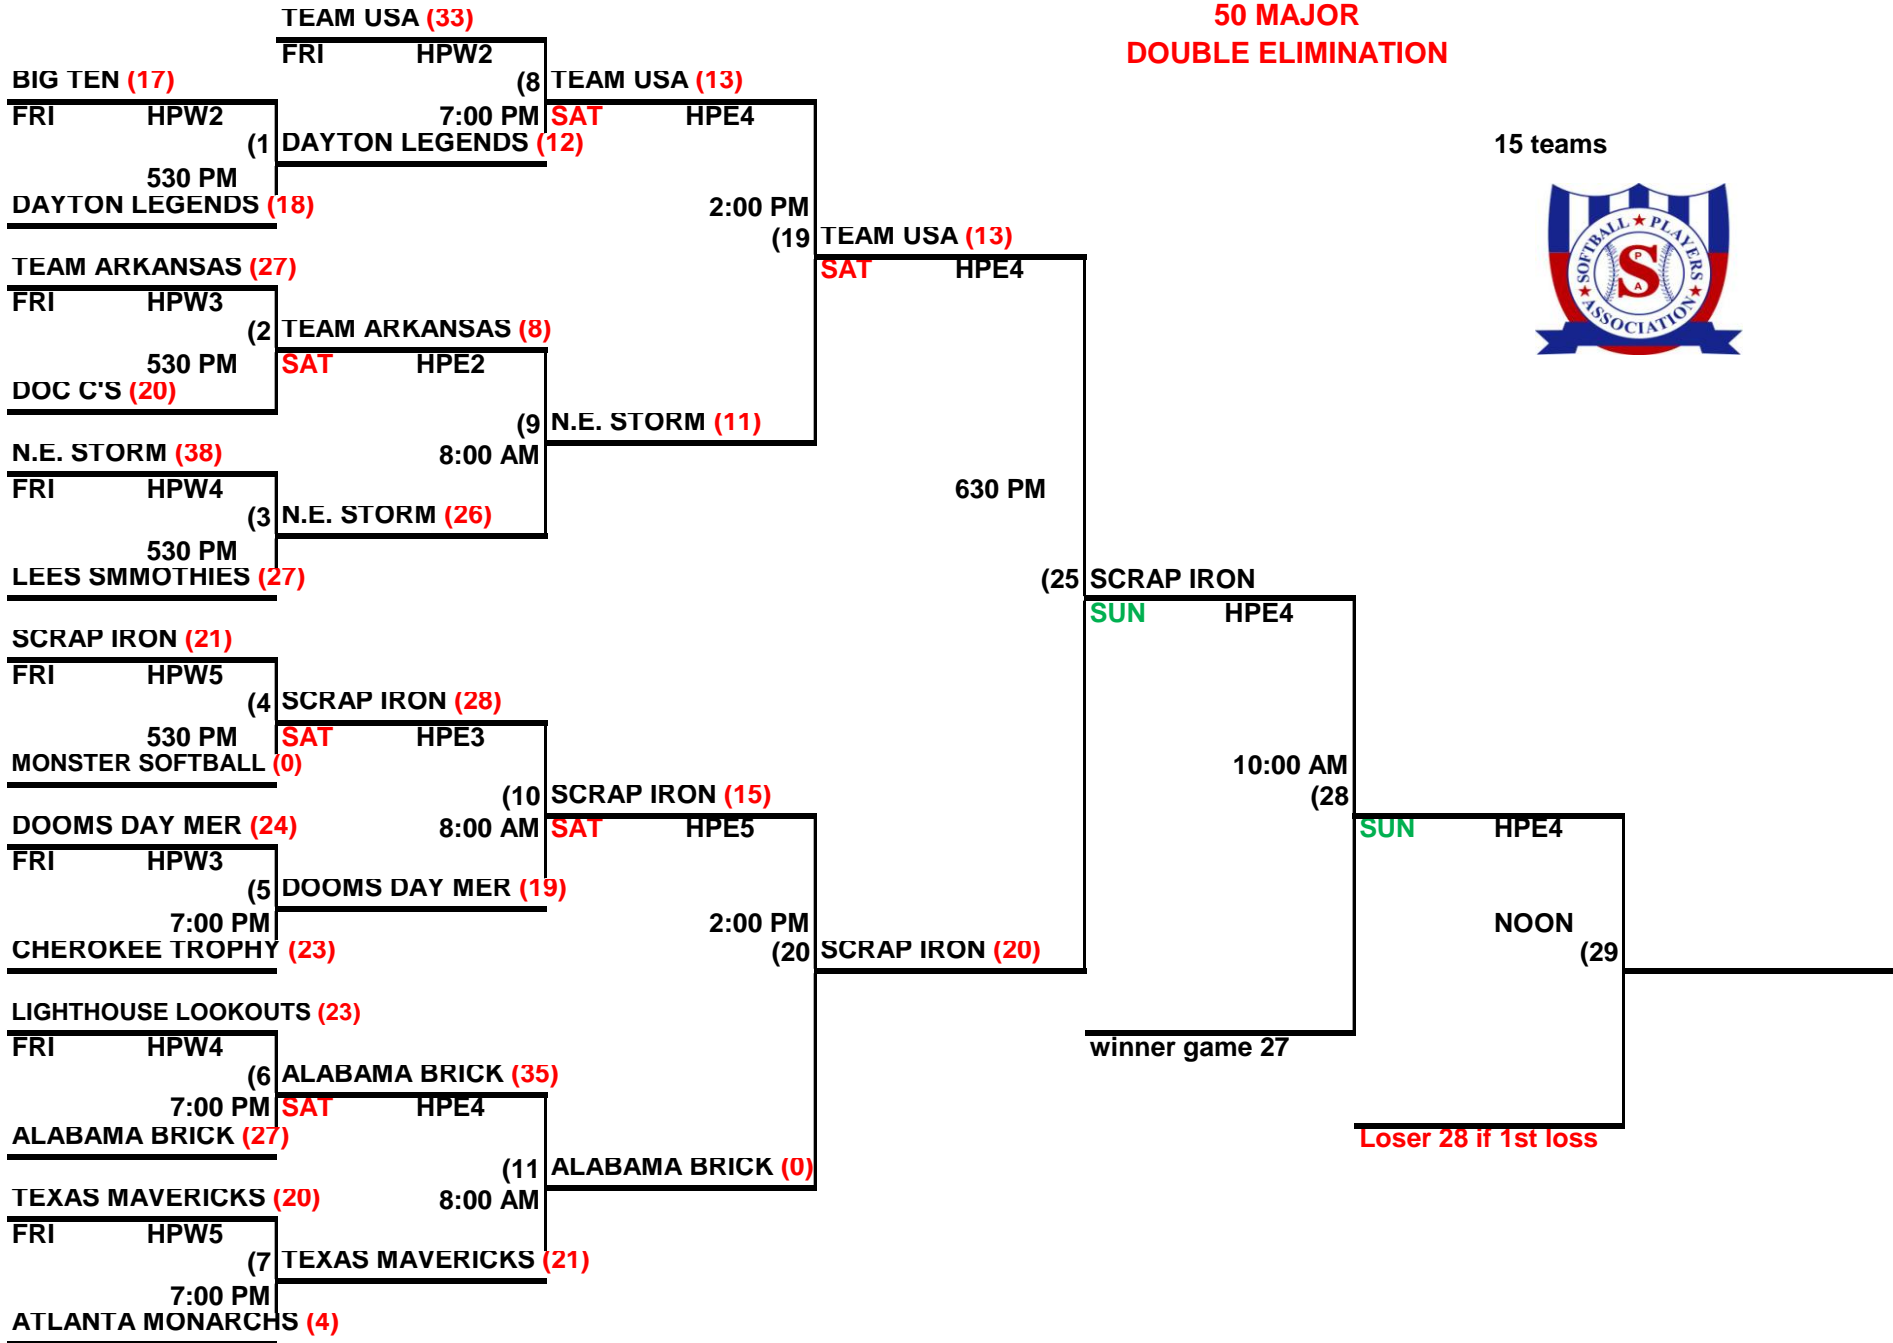 TEAM USA (33)
50 MAJOR
DOUBLE ELIMINATION
FRI HPW2
BIG TEN (17)
(8 TEAM USA (13)
FRI HPW2
7:00 PM SAT HPE4
(1 DAYTON LEGENDS (12)
15 teams
530 PM
DAYTON LEGENDS (18)
2:00 PM
(19 TEAM USA (13)
SOFTBALL ★ PLAYERS ★ ASSOCIATION ★
S
P
A
TEAM ARKANSAS (27)
SAT HPE4
FRI HPW3
(2 TEAM ARKANSAS (8)
530 PM SAT HPE2
DOC C'S (20)
(9 N.E. STORM (11)
N.E. STORM (38)
8:00 AM
FRI HPW4
630 PM
(3 N.E. STORM (26)
530 PM
LEES SMMOTHIES (27)
(25 SCRAP IRON
SUN HPE4
SCRAP IRON (21)
FRI HPW5
(4 SCRAP IRON (28)
530 PM SAT HPE3
MONSTER SOFTBALL (0)
10:00 AM
(10 SCRAP IRON (15)
(28
DOOMS DAY MER (24)
8:00 AM SAT HPE5
SUN HPE4
FRI HPW3
(5 DOOMS DAY MER (19)
7:00 PM
2:00 PM
NOON
CHEROKEE TROPHY (23)
(20 SCRAP IRON (20)
(29
LIGHTHOUSE LOOKOUTS (23)
FRI HPW4
winner game 27
(6 ALABAMA BRICK (35)
7:00 PM SAT HPE4
ALABAMA BRICK (27)
Loser 28 if 1st loss
(11 ALABAMA BRICK (0)
TEXAS MAVERICKS (20)
8:00 AM
FRI HPW5
(7 TEXAS MAVERICKS (21)
7:00 PM
ATLANTA MONARCHS (4)